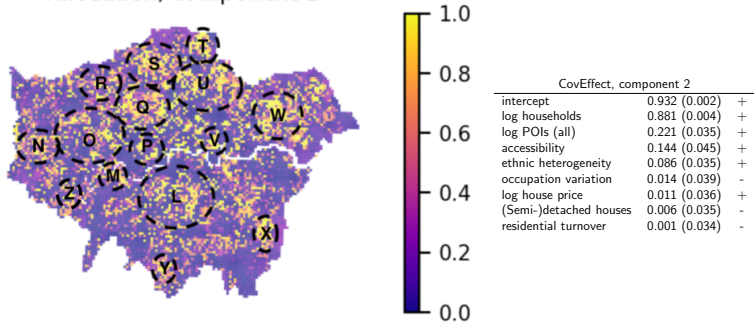 1.0
0.8
0.6
0.4
0.2
0.0
T
S
R
U
Q
W
N
O
P
V
M
Z
L
X
Y
CovEffect, component 2
intercept 0.932 (0.002) +
log households 0.881 (0.004) +
log POIs (all) 0.221 (0.035) +
accessibility 0.144 (0.045) +
ethnic heterogeneity 0.086 (0.035) +
occupation variation 0.014 (0.039) -
log house price 0.011 (0.036) +
(Semi-)detached houses 0.006 (0.035) -
residential turnover 0.001 (0.034) -